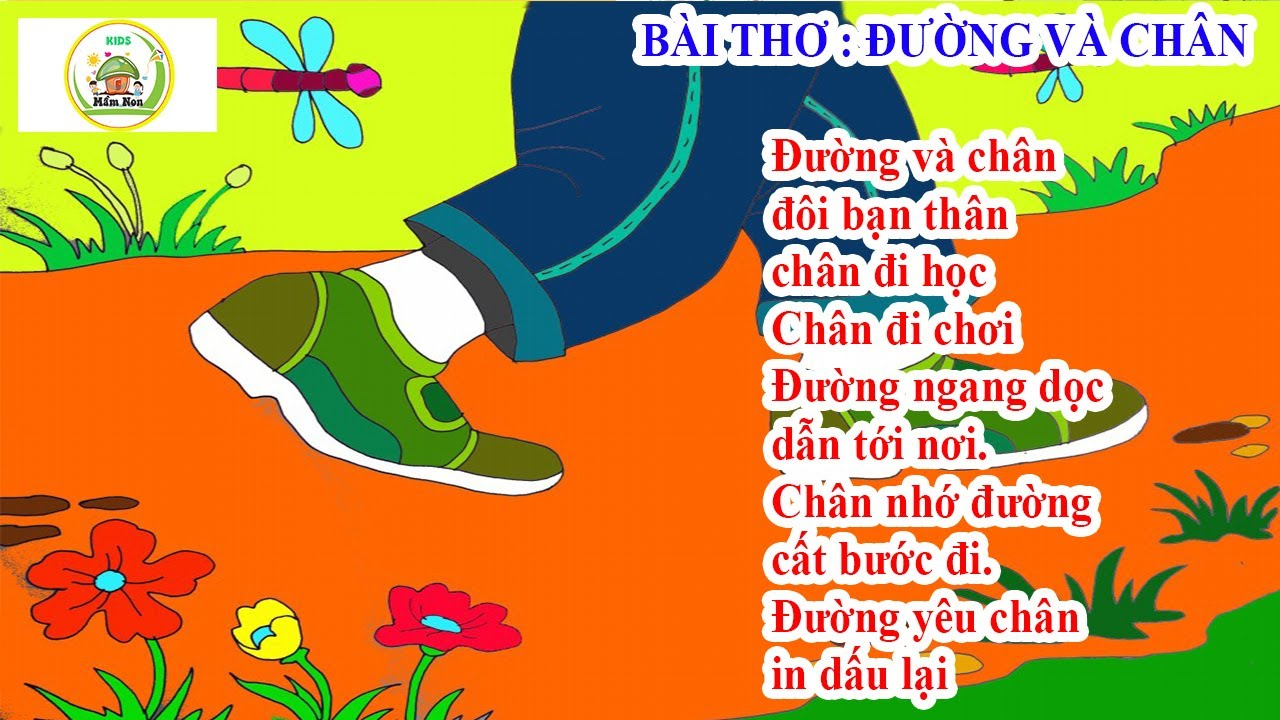 KIDS
Mầm Non
BÀI THƠ : ĐƯỜNG VÀ CHÂN
Đường và chân
đôi bạn thân
chân đi học
Chân đi chơi
Đường ngang dọc
dẫn tới nơi.
Chân nhớ đường
cất bước đi.
Đường yêu chân
in dấu lại